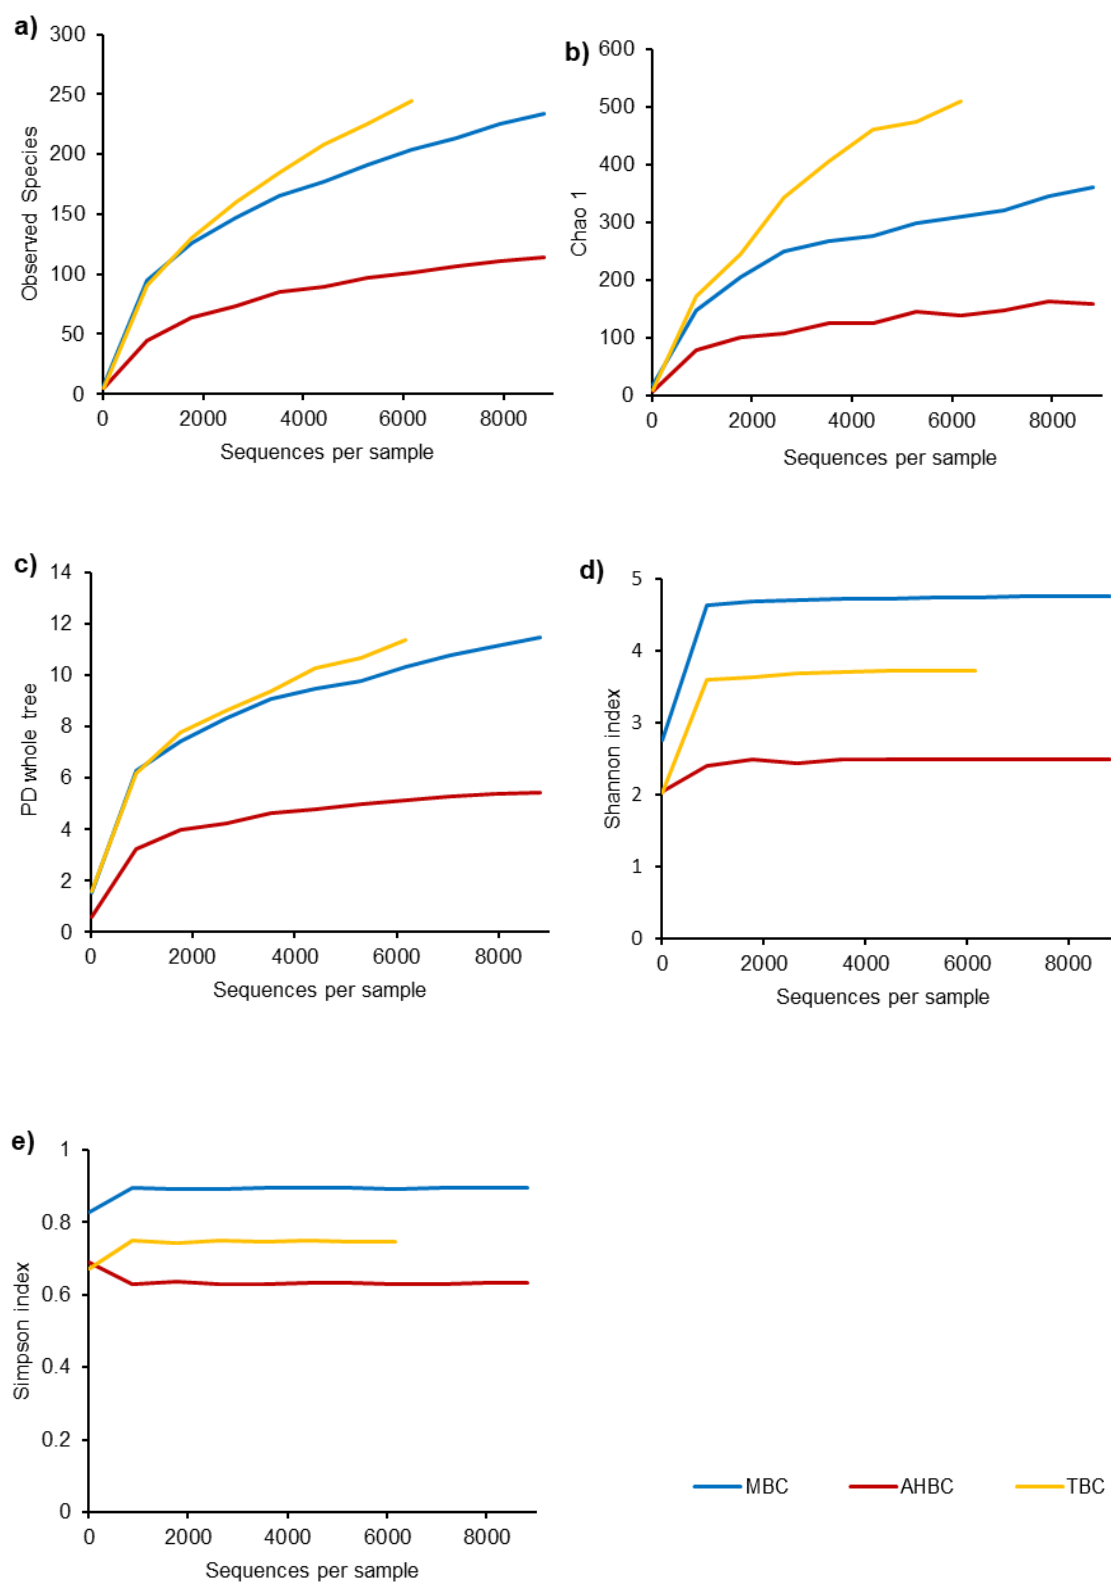 a)
300
250
200
150
100
50
0
Observed Species
0 2000 4000 6000 8000
Sequences per sample
b)
600
500
400
300
200
100
0
Chao 1
0 2000 4000 6000 8000
Sequences per sample
c)
14
12
10
8
6
4
2
0
PD whole tree
0 2000 4000 6000 8000
Sequences per sample
d)
5
4
3
2
1
0
Shannon index
0 2000 4000 6000 8000
Sequences per sample
e)
1
0.8
0.6
0.4
0.2
0
Simpson index
0 2000 4000 6000 8000
Sequences per sample
MBC AHBC TBC